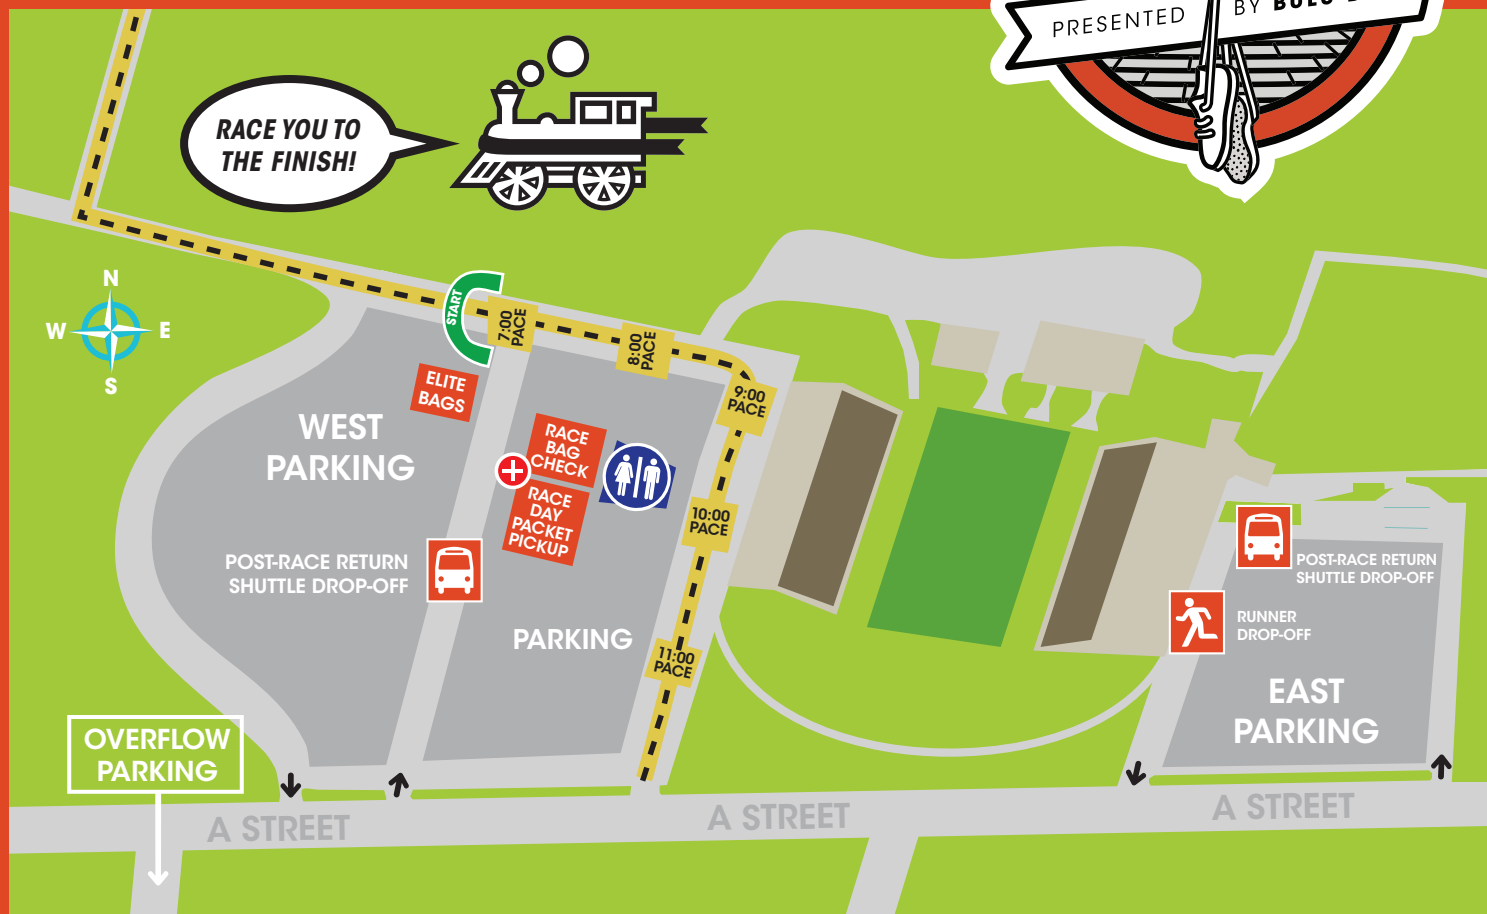 PRESENTED BY
RACE YOU TO
THE FINISH!
N
W
E
S
START
7:00
PACE
8:00
PACE
9:00
PACE
10:00
PACE
11:00
PACE
ELITE
BAGS
WEST
PARKING
RACE
BAG
CHECK
RACE
DAY
PACKET
PICKUP
POST-RACE RETURN
SHUTTLE DROP-OFF
PARKING
POST-RACE RETURN
SHUTTLE DROP-OFF
RUNNER
DROP-OFF
EAST
PARKING
OVERFLOW
PARKING
A STREET
A STREET
A STREET